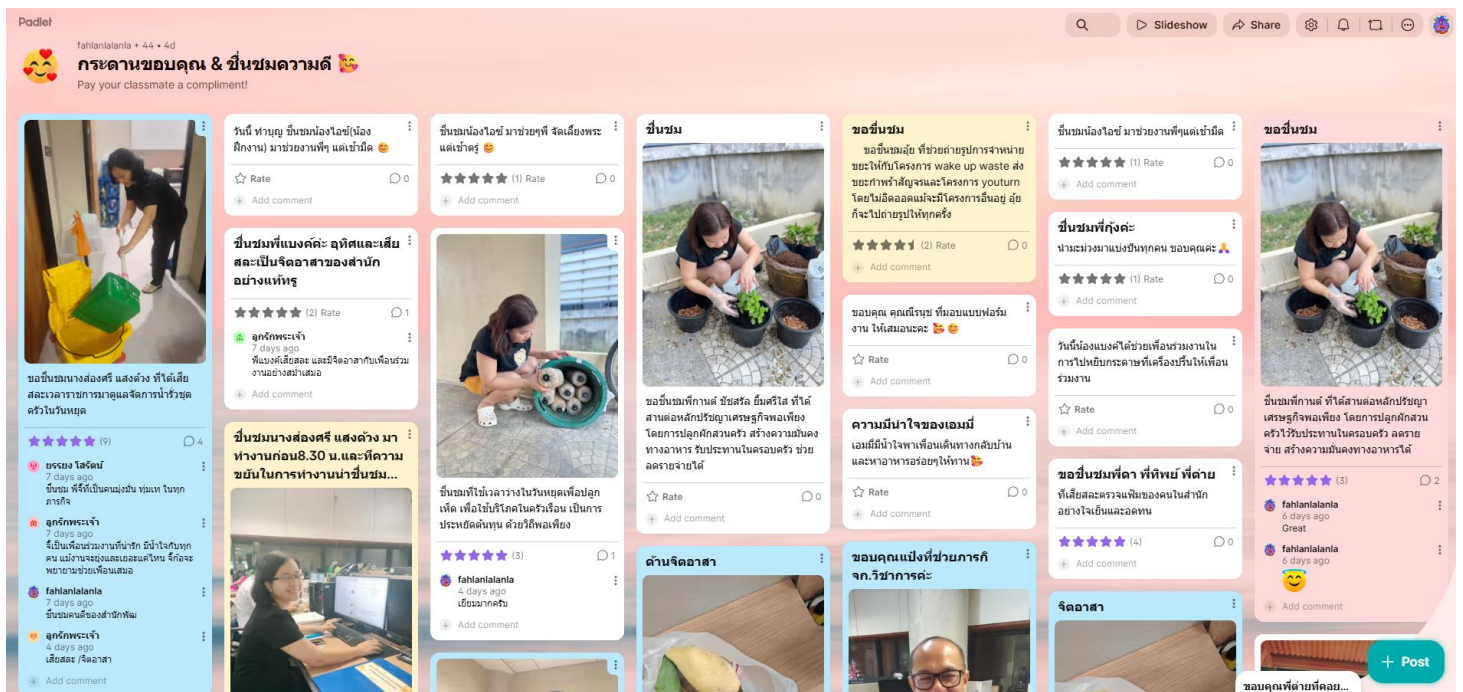 Padlet
Slideshow
Share
fahlanlalanla + 44 • 4d
กระดานขอบคุณ & ชื่นชมความดี
Pay your classmate a compliment!
ขอชื่นชมนางส่องศรี แสงด้วง ที่ได้เสีย
สละเวลาราชการมาดูแลจัดการน้ำรั่วชุด
ครัวในวันหยุด
(9)
4
ยรรยง โสรัตน์
7 days ago
ชื่นชม พี่จี้ที่เป็นคนมุ่งมั่น ทุ่มเท ในทุก
ภารกิจ
ลูกรักพระเจ้า
7 days ago
จี้เป็นเพื่อนร่วมงานที่น่ารัก มีน้ำใจกับทุก
คน แม้งานจะยุ่งและเยอะแค่ไหน จี้ก็จะ
พยายามช่วยเพื่อนเสมอ
fahlanlalanla
7 days ago
ชื่นชมคนดีของสำนักพัฒ
ลูกรักพระเจ้า
4 days ago
เสียสละ /จิตอาสา
Add comment
วันนี้ ทำบุญ ชื่นชมน้องไอซ์(น้อง
ฝึกงาน) มาช่วยงานพี่ๆ แต่เช้ามืด
Rate
0
Add comment
ชื่นชมพี่แบงค์ค่ะ อุทิศและเสีย
สละเป็นจิตอาสาของสำนัก
อย่างแท้ทรู
(2) Rate
1
ลูกรักพระเจ้า
7 days ago
พี่แบงค์เสียสละ และมีจิตอาสากับเพื่อนร่วม
งานอย่างสม่ำเสมอ
Add comment
ชื่นชมนางส่องศรี แสงด้วง มา
ทำงานก่อน8.30 น.และที่ความ
ขยันในการทำงานน่าชื่นชม...
ชื่นชมน้องไอซ์ มาช่วยๆพี่ จัดเลี้ยงพระ
แต่เช้าตรู่
(1) Rate
0
Add comment
ชื่นชมที่ใช้เวลาว่างในวันหยุดเพื่อปลูก
เห็ด เพื่อใช้บริโภคในครัวเรือน เป็นการ
ประหยัดต้นทุน ด้วยวิถีพอเพียง
(3)
1
fahlanlalanla
4 days ago
เยี่ยมมากครับ
Add comment
ชื่นชม
ขอชื่นชมพี่กานต์ ชัชสรัล ยิ้มศรีใส ที่ได้
สานต่อหลักปรัชญาเศรษฐกิจพอเพียง
โดยการปลูกผักสวนครัว สร้างความมั่นคง
ทางอาหาร รับประทานในครอบครัว ช่วย
ลดรายจ่ายได้
Rate
0
Add comment
ด้านจิตอาสา
ขอชื่นชม
ขอชื่นชมอุ้ย ที่ช่วยถ่ายรูปการจำหน่าย
ขยะให้กับโครงการ wake up waste ส่ง
ขยะกำพร้าสัญจรและโครงการ youturn
โดยไม่อิดออดแม้จะมีโครงการอื่นอยู่ อุ้ย
ก็จะไปถ่ายรูปให้ทุกครั้ง
(2) Rate
0
Add comment
ขอบคุณ คุณณีรนุช ที่มอบแบบฟอร์ม
งาน ให้เสมอนะคะ
Rate
0
Add comment
ความมีน่าใจของเอมมี่
เอมมี่มีน้ำใจพาเพื่อนเดินทางกลับบ้าน
และหาอาหารอร่อยๆให้ทาน
Rate
0
Add comment
ขอบคุณแป้งที่ช่วยภารกิ
จก.วิชาการค่ะ
ชื่นชมน้องไอซ์ มาช่วยงานพี่ๆแต่เช้ามืด
(1) Rate
0
Add comment
ชื่นชมพี่กุ้งค่ะ
นำมะม่วงมาแบ่งปันทุกคน ขอบคุณค่ะ
(1) Rate
0
Add comment
วันนี้น้องแบงค์ได้ช่วยเพื่อนร่วมงานใน
การไปหยิบกระดาษที่เครื่องปริ้นให้เพื่อน
ร่วมงาน
Rate
0
Add comment
ขอชื่นชมพี่ดา พี่ทิพย์ พี่ต่าย
ที่เสียสละตรวจแฟ้มของคนในสำนัก
อย่างใจเย็นและอดทน
(4)
0
Add comment
จิตอาสา
ขอชื่นชม
ชื่นชมพี่กานต์ ที่ได้สานต่อหลักปรัชญา
เศรษฐกิจพอเพียง โดยการปลูกผักสวน
ครัวไว้รับประทานในครอบครัว ลดราย
จ่าย สร้างความมั่นคงทางอาหารได้
(3)
2
fahlanlalanla
6 days ago
Great
fahlanlalanla
6 days ago
Add comment
+ Post
ขอบคุณพี่ต่ายที่คอย...